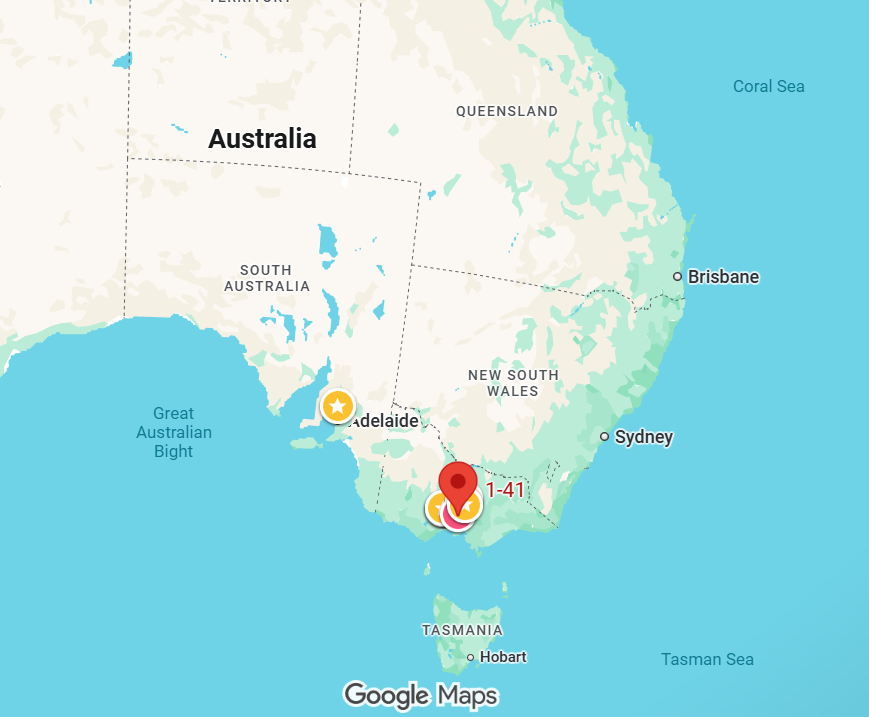 TERRITORY
Coral Sea
QUEENSLAND
Australia
SOUTH
AUSTRALIA
Brisbane
NEW SOUTH
WALES
Great
Australian
Bight
Adelaide
Sydney
1-41
TASMANIA
Hobart
Tasman Sea
Google Maps